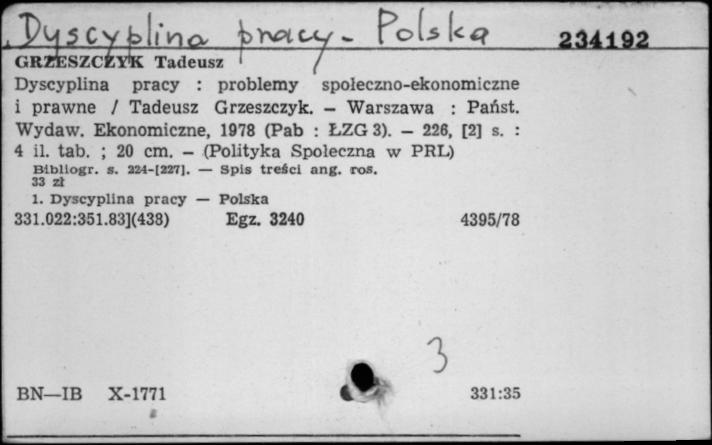 Dyscyplina pracy - Polska
234192
GRZESZCZYK Tadeusz
Dyscyplina pracy : problemy społeczno-ekonomiczne
i prawne / Tadeusz Grzeszczyk. – Warszawa : Państ.
Wydaw. Ekonomiczne, 1978 (Pab : ŁZG 3). – 226, [2] s. :
4 il. tab. ; 20 cm. – (Polityka Społeczna w PRL)
Bibliogr. s. 224-[227]. — Spis treści ang. ros.
33 zł
1. Dyscyplina pracy — Polska
331.022:351.83](438) Egz. 3240 4395/78
3
BN—IB X-1771 331:35